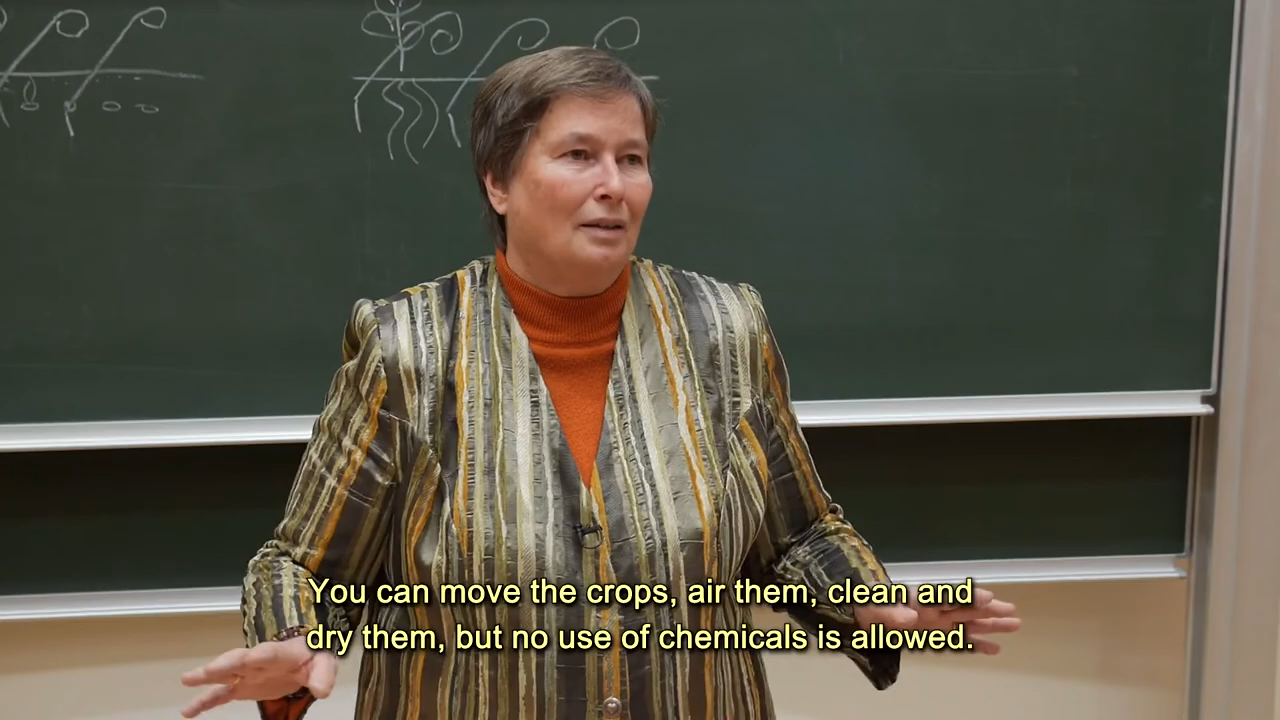 You can move the crops, air them, clean and
dry them, but no use of chemicals is allowed.